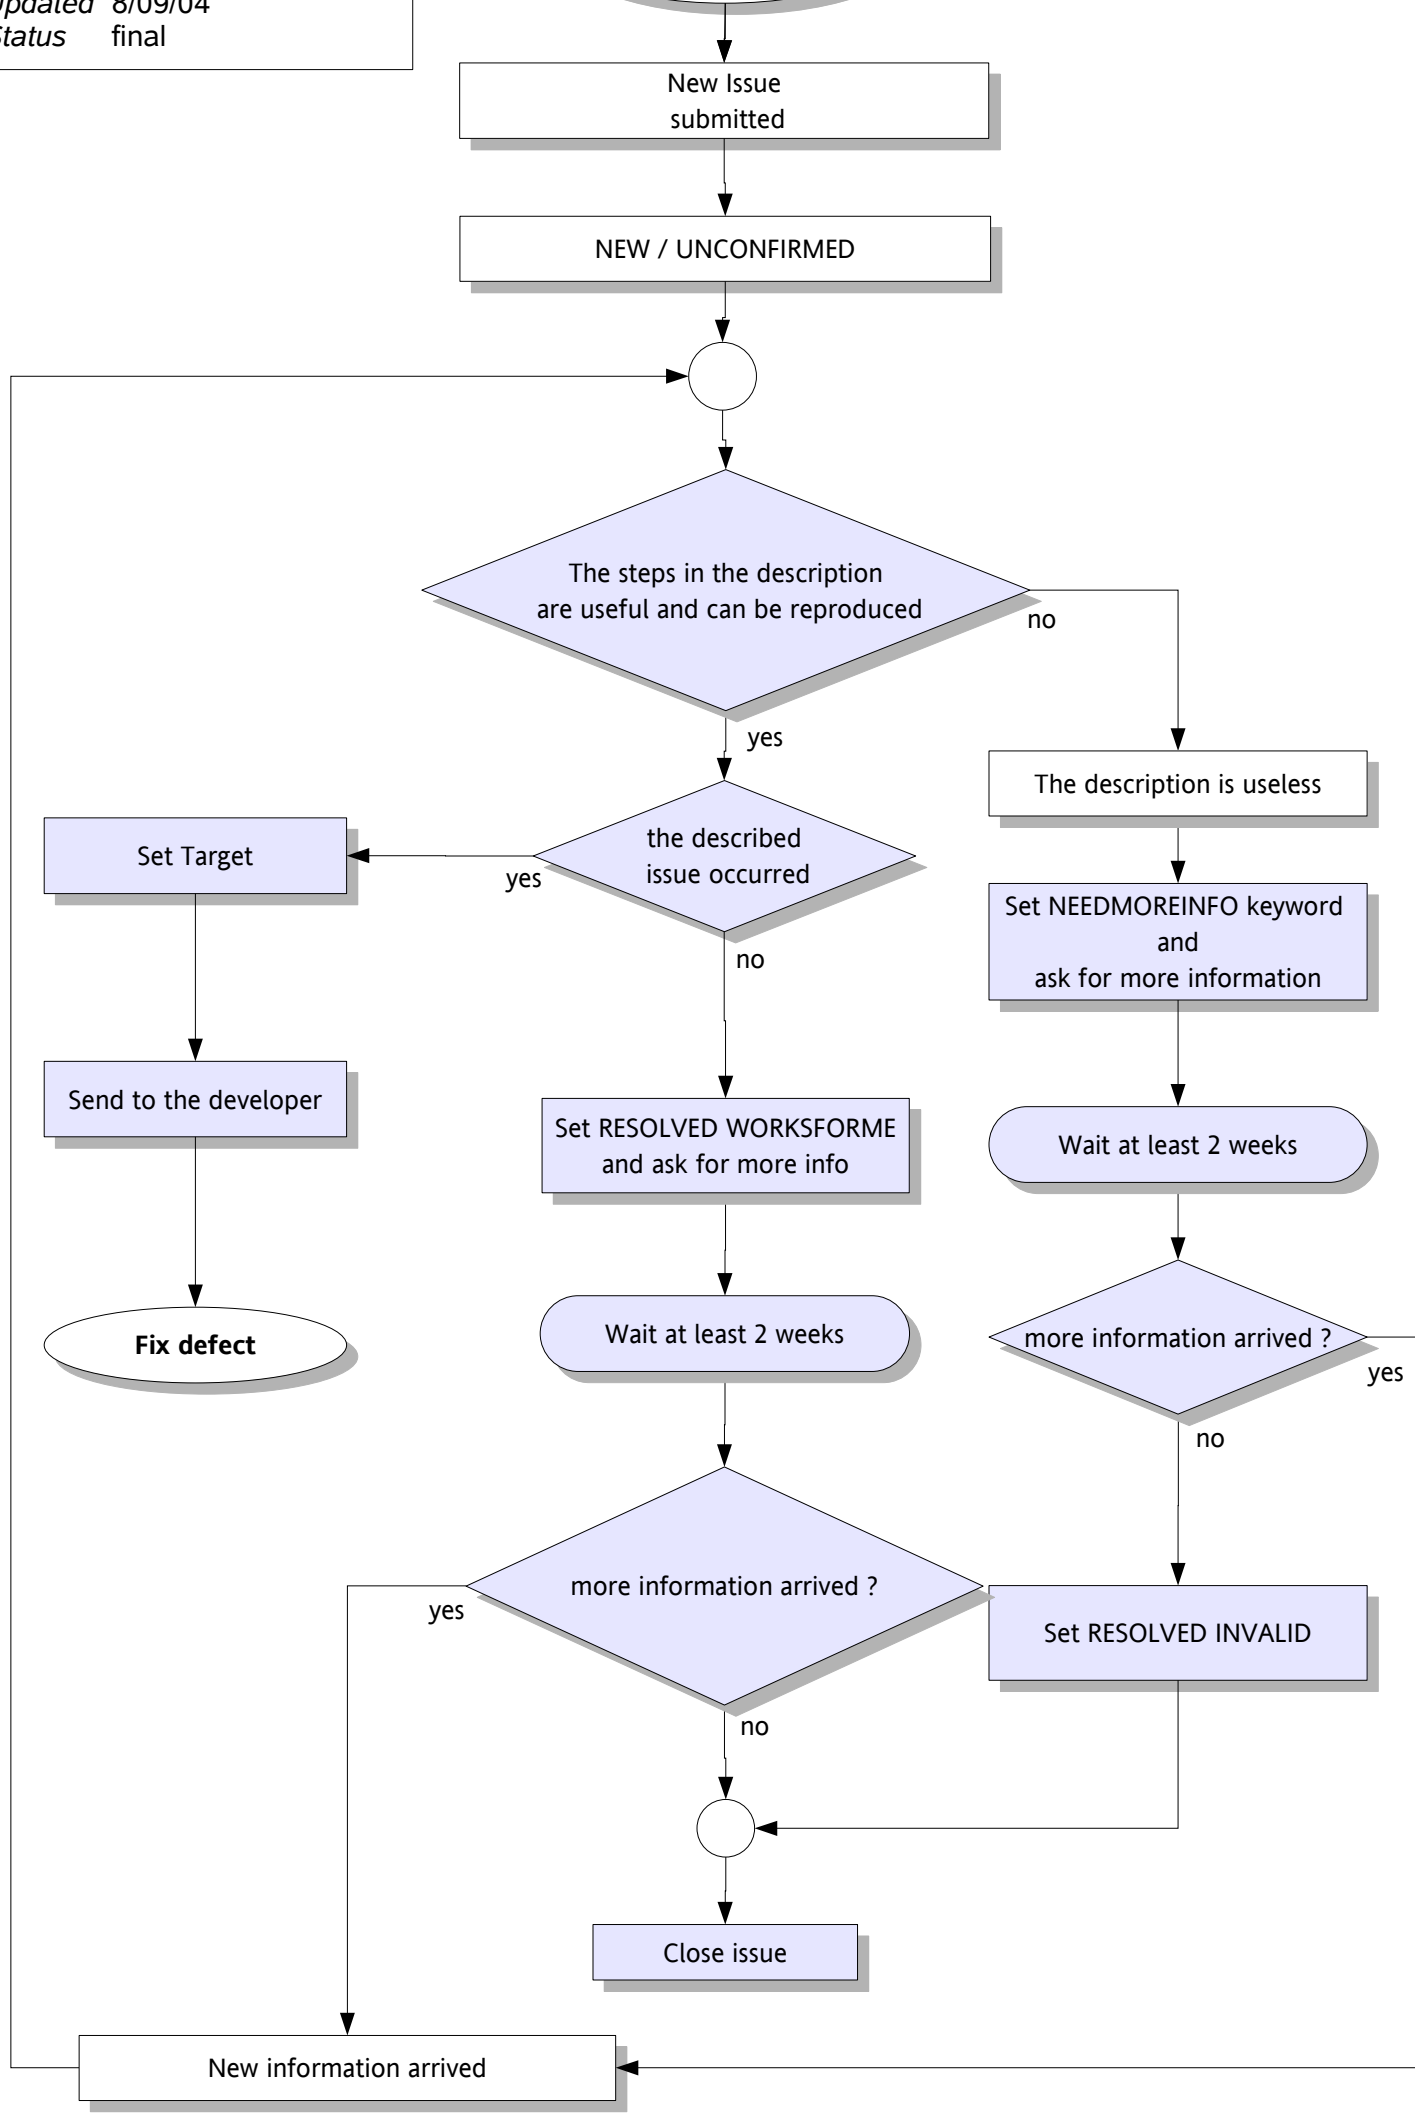 8/09/04
final
New Issue
submitted
NEW / UNCONFIRMED
The steps in the description
are useful and can be reproduced
no
yes
The description is useless
Set Target
yes
the described
issue occurred
no
Set NEEDMOREINFO keyword
and
ask for more information
Send to the developer
Set RESOLVED WORKSFORME
and ask for more info
Wait at least 2 weeks
Fix defect
Wait at least 2 weeks
more information arrived ?
yes
no
more information arrived ?
yes
no
Set RESOLVED INVALID
Close issue
New information arrived